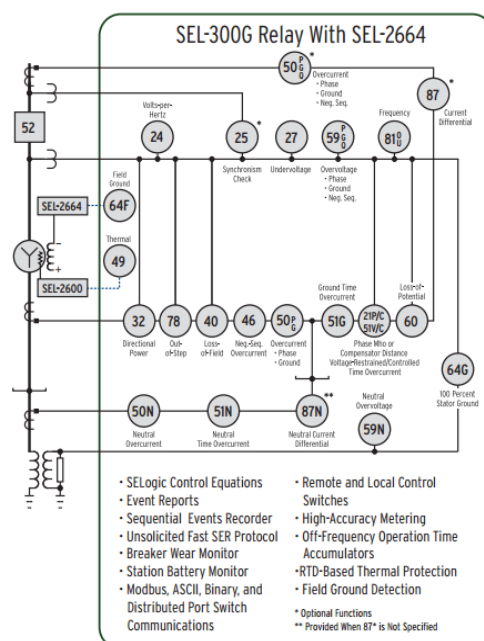 SEL-300G Relay With SEL-2664
50 P G Q *
Overcurrent
• Phase
• Ground
• Neg. Seq.
87 *
Current
Differential
52
Volts-per-
Hertz
24
25 *
Synchronism
Check
27
Undervoltage
59 P G Q
Overvoltage
• Phase
• Ground
• Neg. Seq.
Frequency
81 O U
Field
Ground
SEL-2664
64F
Thermal
49
SEL-2600
- 
+
32
Directional
Power
78
Out-
of-Step
40
Loss-
of-Field
46
Neg.-Seq.
Overcurrent
50 P G
Overcurrent
• Phase
• Ground
Ground Time
Overcurrent
51G
21P/C
51V/C
Phase Mho or
Compensator Distance
Voltage-Restrained/Controlled
Time Overcurrent
Loss-of-
Potential
60
64G
100 Percent
Stator Ground
50N
Neutral
Overcurrent
51N
Neutral
Time Overcurrent
87N **
Neutral Current
Differential
Neutral
Overvoltage
59N
• SELogic Control Equations
• Event Reports
• Sequential Events Recorder
• Unsolicited Fast SER Protocol
• Breaker Wear Monitor
• Station Battery Monitor
• Modbus, ASCII, Binary, and
Distributed Port Switch
Communications
• Remote and Local Control
Switches
• High-Accuracy Metering
• Off-Frequency Operation Time
Accumulators
•RTD-Based Thermal Protection
• Field Ground Detection
* Optional Functions
** Provided When 87* is Not Specified